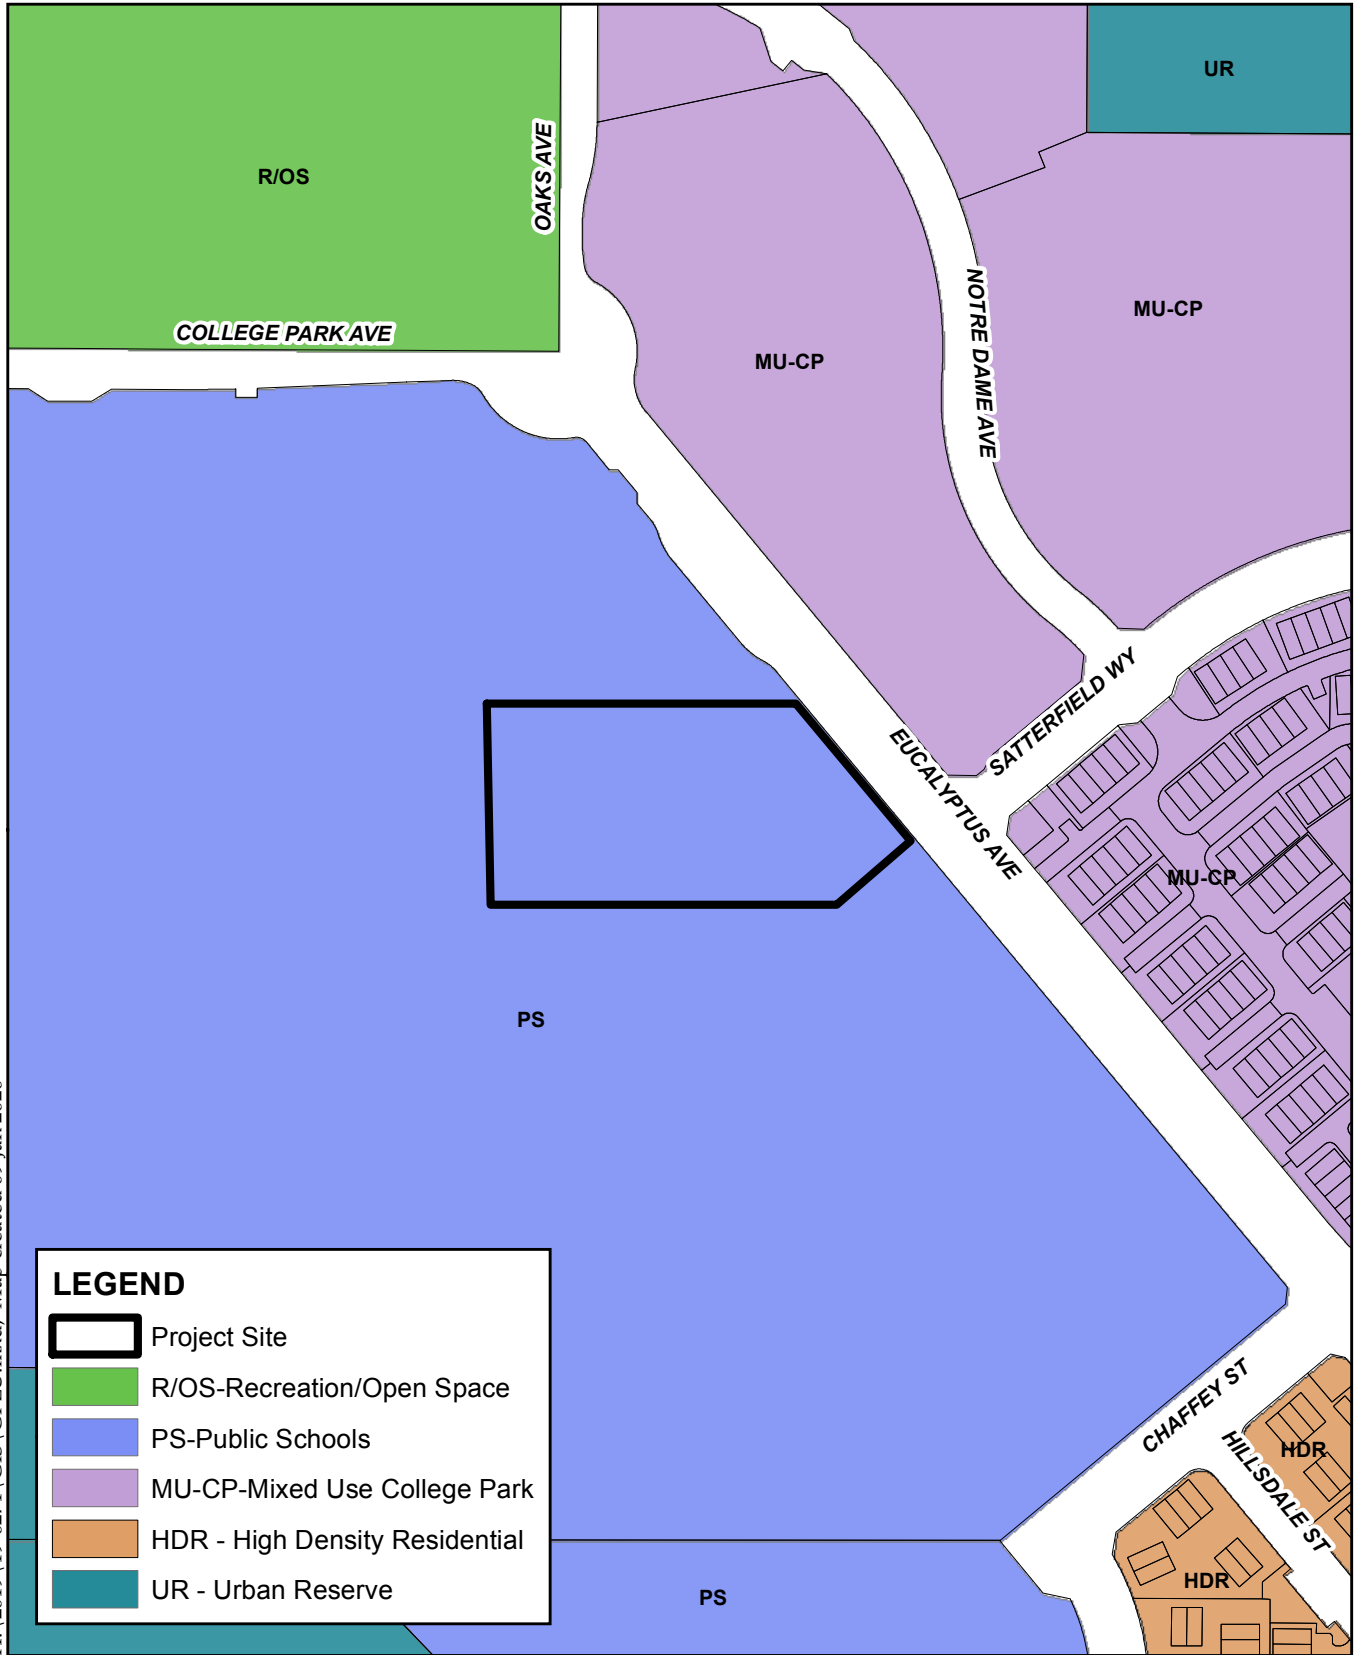 UR
R/OS
OAKS AVE
COLLEGE PARK AVE
NOTRE DAME AVE
MU-CP
MU-CP
SATTERFIELD WY
EUCALYPTUS AVE
MU-CP
PS
LEGEND
Project Site
R/OS-Recreation/Open Space
PS-Public Schools
MU-CP-Mixed Use College Park
HDR - High Density Residential
UR - Urban Reserve
CHAFFEY ST
HILLSDALE ST
HDR
HDR
PS